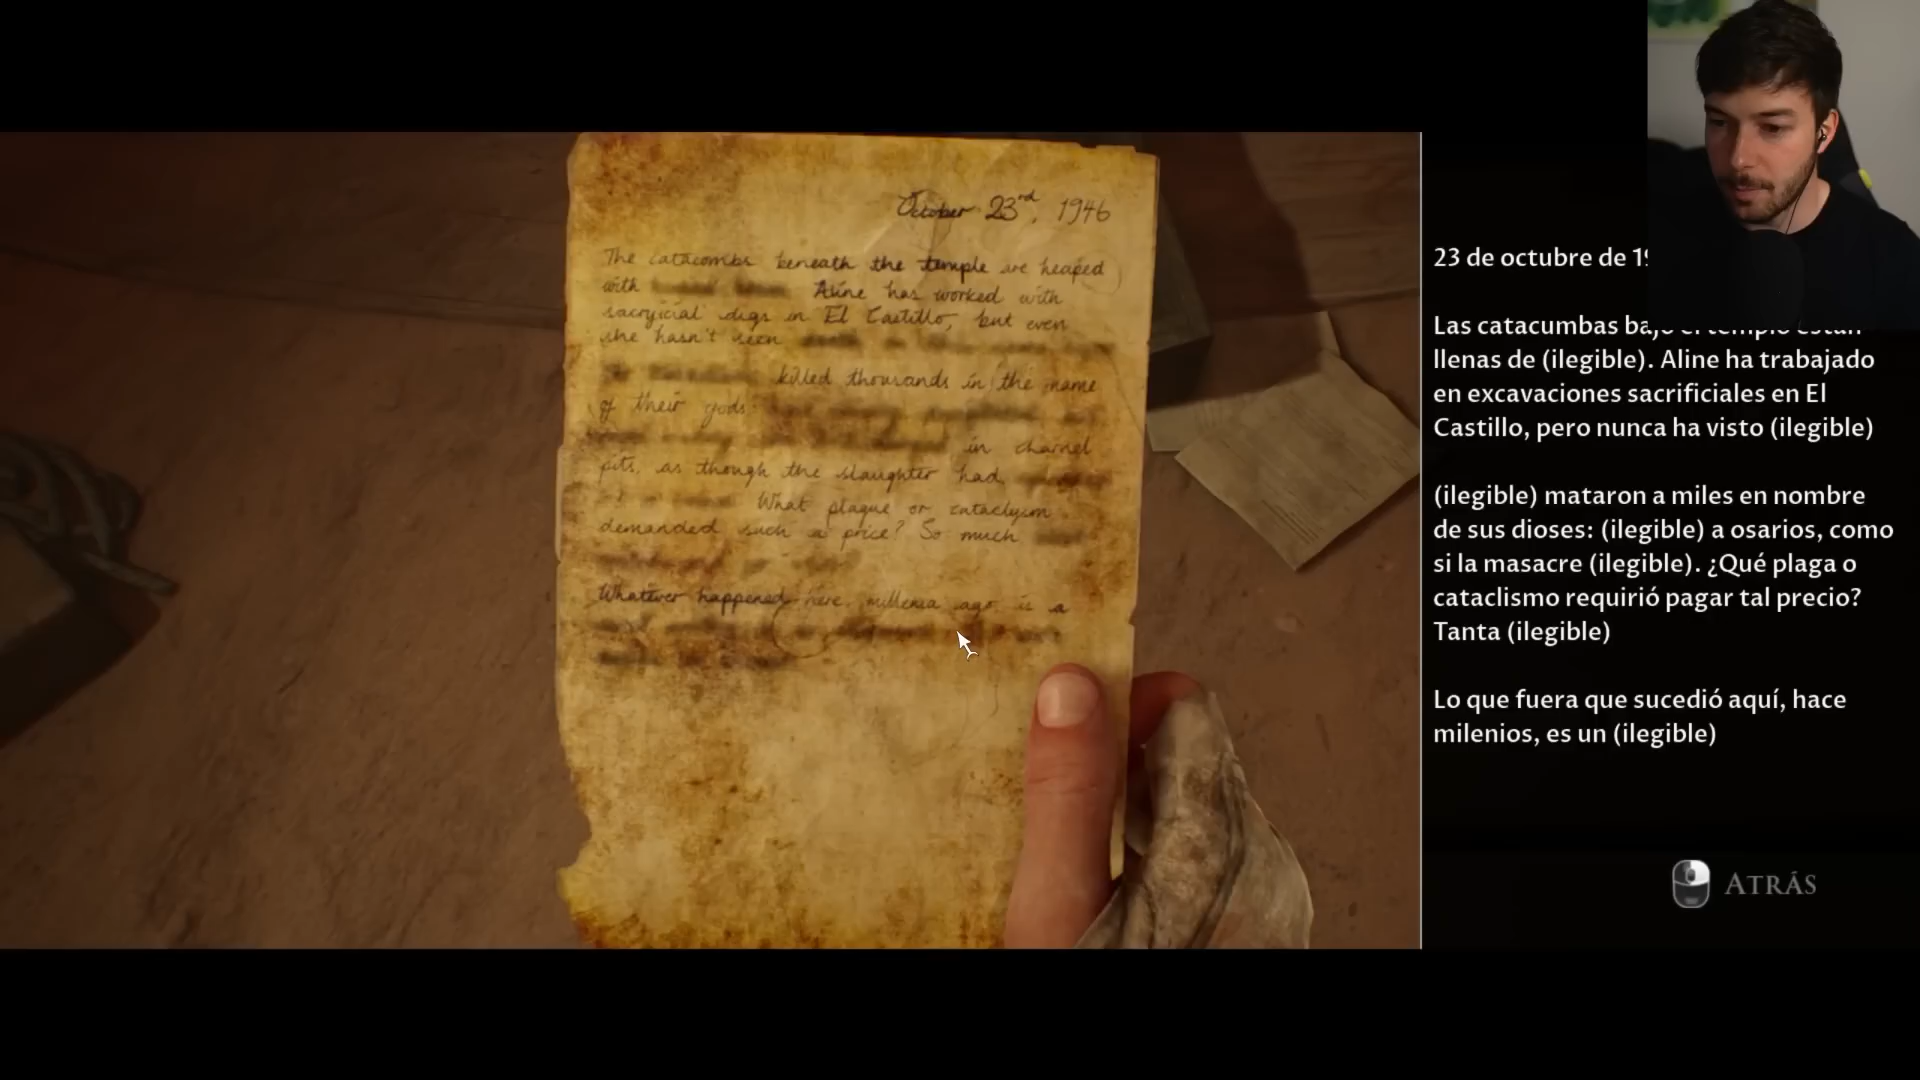 October 23rd, 1946
The catacombs beneath the temple are heaped
with Aline has worked with
sacrificial digs in El Castillo, but even
she hasn't seen
killed thousands in the name
of their gods:
in charnel
pits, as though the slaughter had
What plague or cataclysm
demanded such a price? So much
Whatever happened here, millenia ago, is a
23 de octubre de 19
Las catacumbas bajo el templo están
llenas de (ilegible). Aline ha trabajado
en excavaciones sacrificiales en El
Castillo, pero nunca ha visto (ilegible)
(ilegible) mataron a miles en nombre
de sus dioses: (ilegible) a osarios, como
si la masacre (ilegible). ¿Qué plaga o
cataclismo requirió pagar tal precio?
Tanta (ilegible)
Lo que fuera que sucedió aquí, hace
milenios, es un (ilegible)
ATRÁS